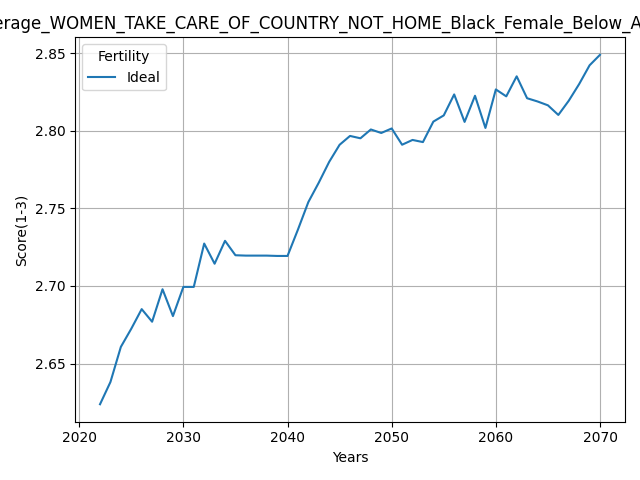 erage_WOMEN_TAKE_CARE_OF_COUNTRY_NOT_HOME_Black_Female_Below_A
Fertility
Ideal
Score(1-3)
2.85
2.80
2.75
2.70
2.65
2020 2030 2040 2050 2060 2070
Years